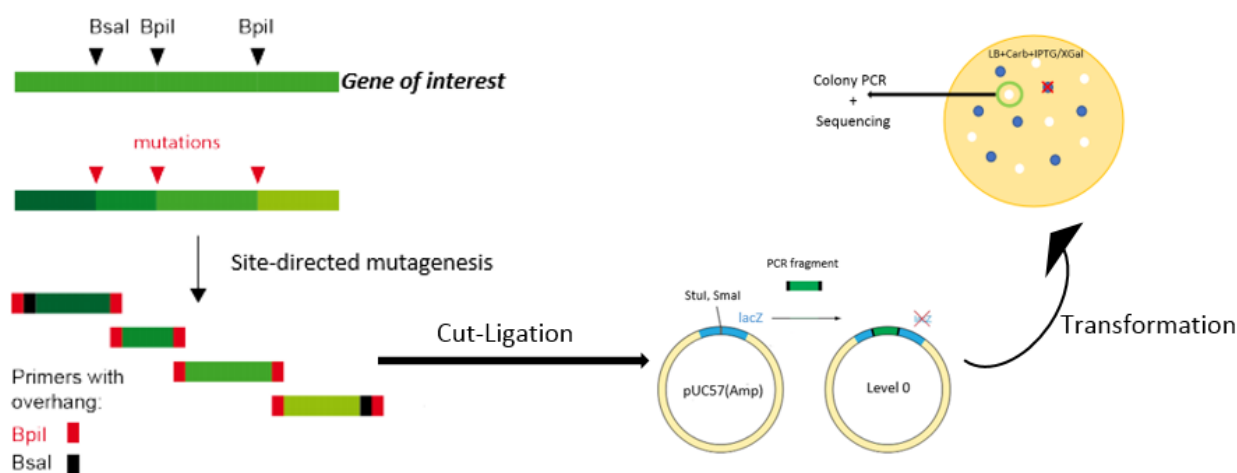 BsaI BpiI BpiI
Gene of interest
mutations
Site-directed mutagenesis
Primers with
overhang:
BpiI
BsaI
Cut-Ligation
PCR fragment
StuI, SmaI
lacZ
pUC57(Amp)
Level 0
Transformation
LB+Carb+IPTG/XGal
Colony PCR
+
Sequencing